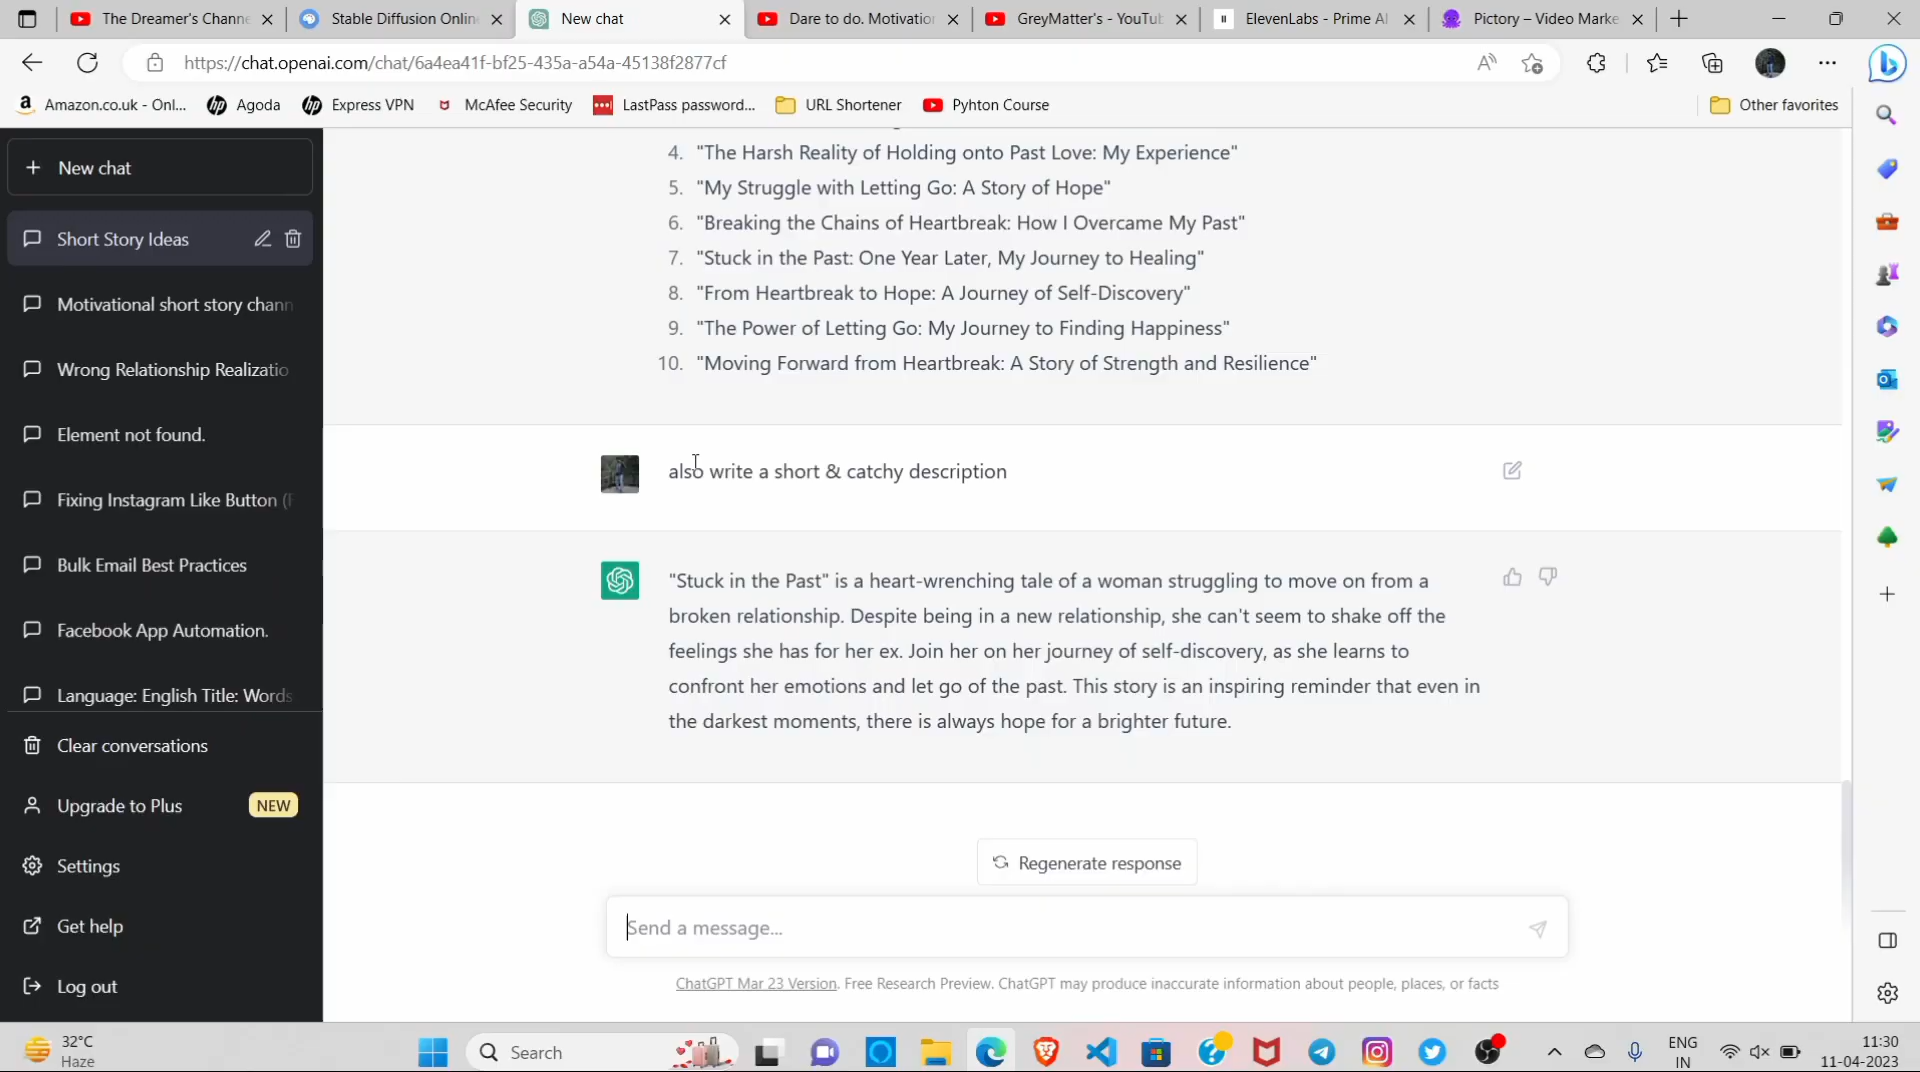 The Dreamer's Channe
Stable Diffusion Onlin
New chat
Dare to do. Motivatio
GreyMatter's - YouTub
ElevenLabs - Prime AI
Pictory – Video Marke
https://chat.openai.com/chat/6a4ea41f-bf25-435a-a54a-45138f2877cf
Amazon.co.uk - Onl...
Agoda
Express VPN
McAfee Security
LastPass password...
URL Shortener
Pyhton Course
Other favorites
New chat
Short Story Ideas
Motivational short story chann
Wrong Relationship Realizatio
Element not found.
Fixing Instagram Like Button (
Bulk Email Best Practices
Facebook App Automation.
Language: English Title: Words
Clear conversations
Upgrade to Plus
NEW
Settings
Get help
Log out
4. "The Harsh Reality of Holding onto Past Love: My Experience"
5. "My Struggle with Letting Go: A Story of Hope"
6. "Breaking the Chains of Heartbreak: How I Overcame My Past"
7. "Stuck in the Past: One Year Later, My Journey to Healing"
8. "From Heartbreak to Hope: A Journey of Self-Discovery"
9. "The Power of Letting Go: My Journey to Finding Happiness"
10. "Moving Forward from Heartbreak: A Story of Strength and Resilience"
also write a short & catchy description
"Stuck in the Past" is a heart-wrenching tale of a woman struggling to move on from a
broken relationship. Despite being in a new relationship, she can't seem to shake off the
feelings she has for her ex. Join her on her journey of self-discovery, as she learns to
confront her emotions and let go of the past. This story is an inspiring reminder that even in
the darkest moments, there is always hope for a brighter future.
Regenerate response
Send a message...
ChatGPT Mar 23 Version. Free Research Preview. ChatGPT may produce inaccurate information about people, places, or facts
32°C
Haze
Search
ENG
IN
11:30
11-04-2023